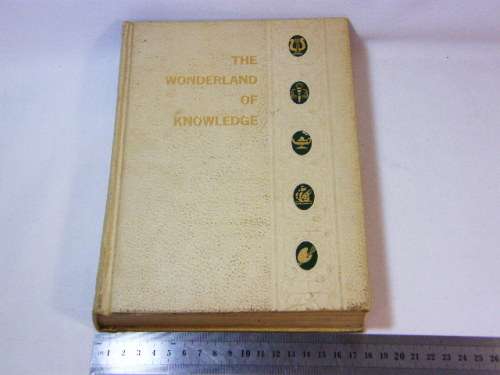 THE
WONDERLAND
OF
KNOWLEDGE
1 2 3 4 5 6 7 8 9 10 11 12 13 14 15 16 17 18 19 20 21 22 23 24 25 26